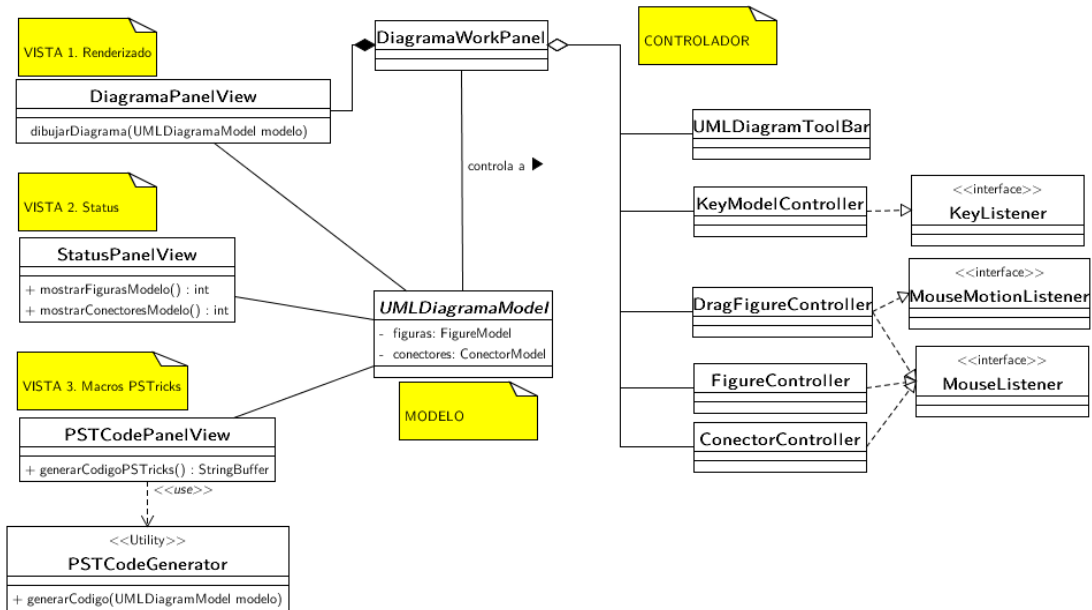 VISTA 1. Renderizado
DiagramaPanelView
dibujarDiagrama(UMLDiagramaModel modelo)
DiagramaWorkPanel
CONTROLADOR
controla a
VISTA 2. Status
StatusPanelView
+ mostrarFigurasModelo() : int
+ mostrarConectoresModelo() : int
UMLDiagramaModel
- figuras: FigureModel
- conectores: ConectorModel
MODELO
VISTA 3. Macros PSTricks
PSTCodePanelView
+ generarCodigoPSTricks() : StringBuffer
<<use>>
<<Utility>>
PSTCodeGenerator
+ generarCodigo(UMLDiagramModel modelo)
UMLDiagramToolBar
KeyModelController
<<interface>>
KeyListener
DragFigureController
<<interface>>
MouseMotionListener
FigureController
<<interface>>
MouseListener
ConectorController